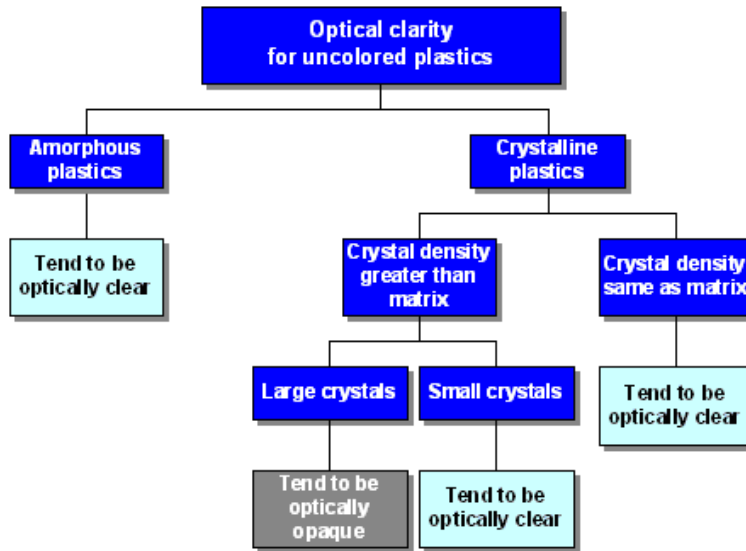 Optical clarity
for uncolored plastics
Amorphous
plastics
Crystalline
plastics
Tend to be
optically clear
Crystal density
greater than
matrix
Crystal density
same as matrix
Large crystals
Small crystals
Tend to be
optically clear
Tend to be
optically
opaque
Tend to be
optically clear